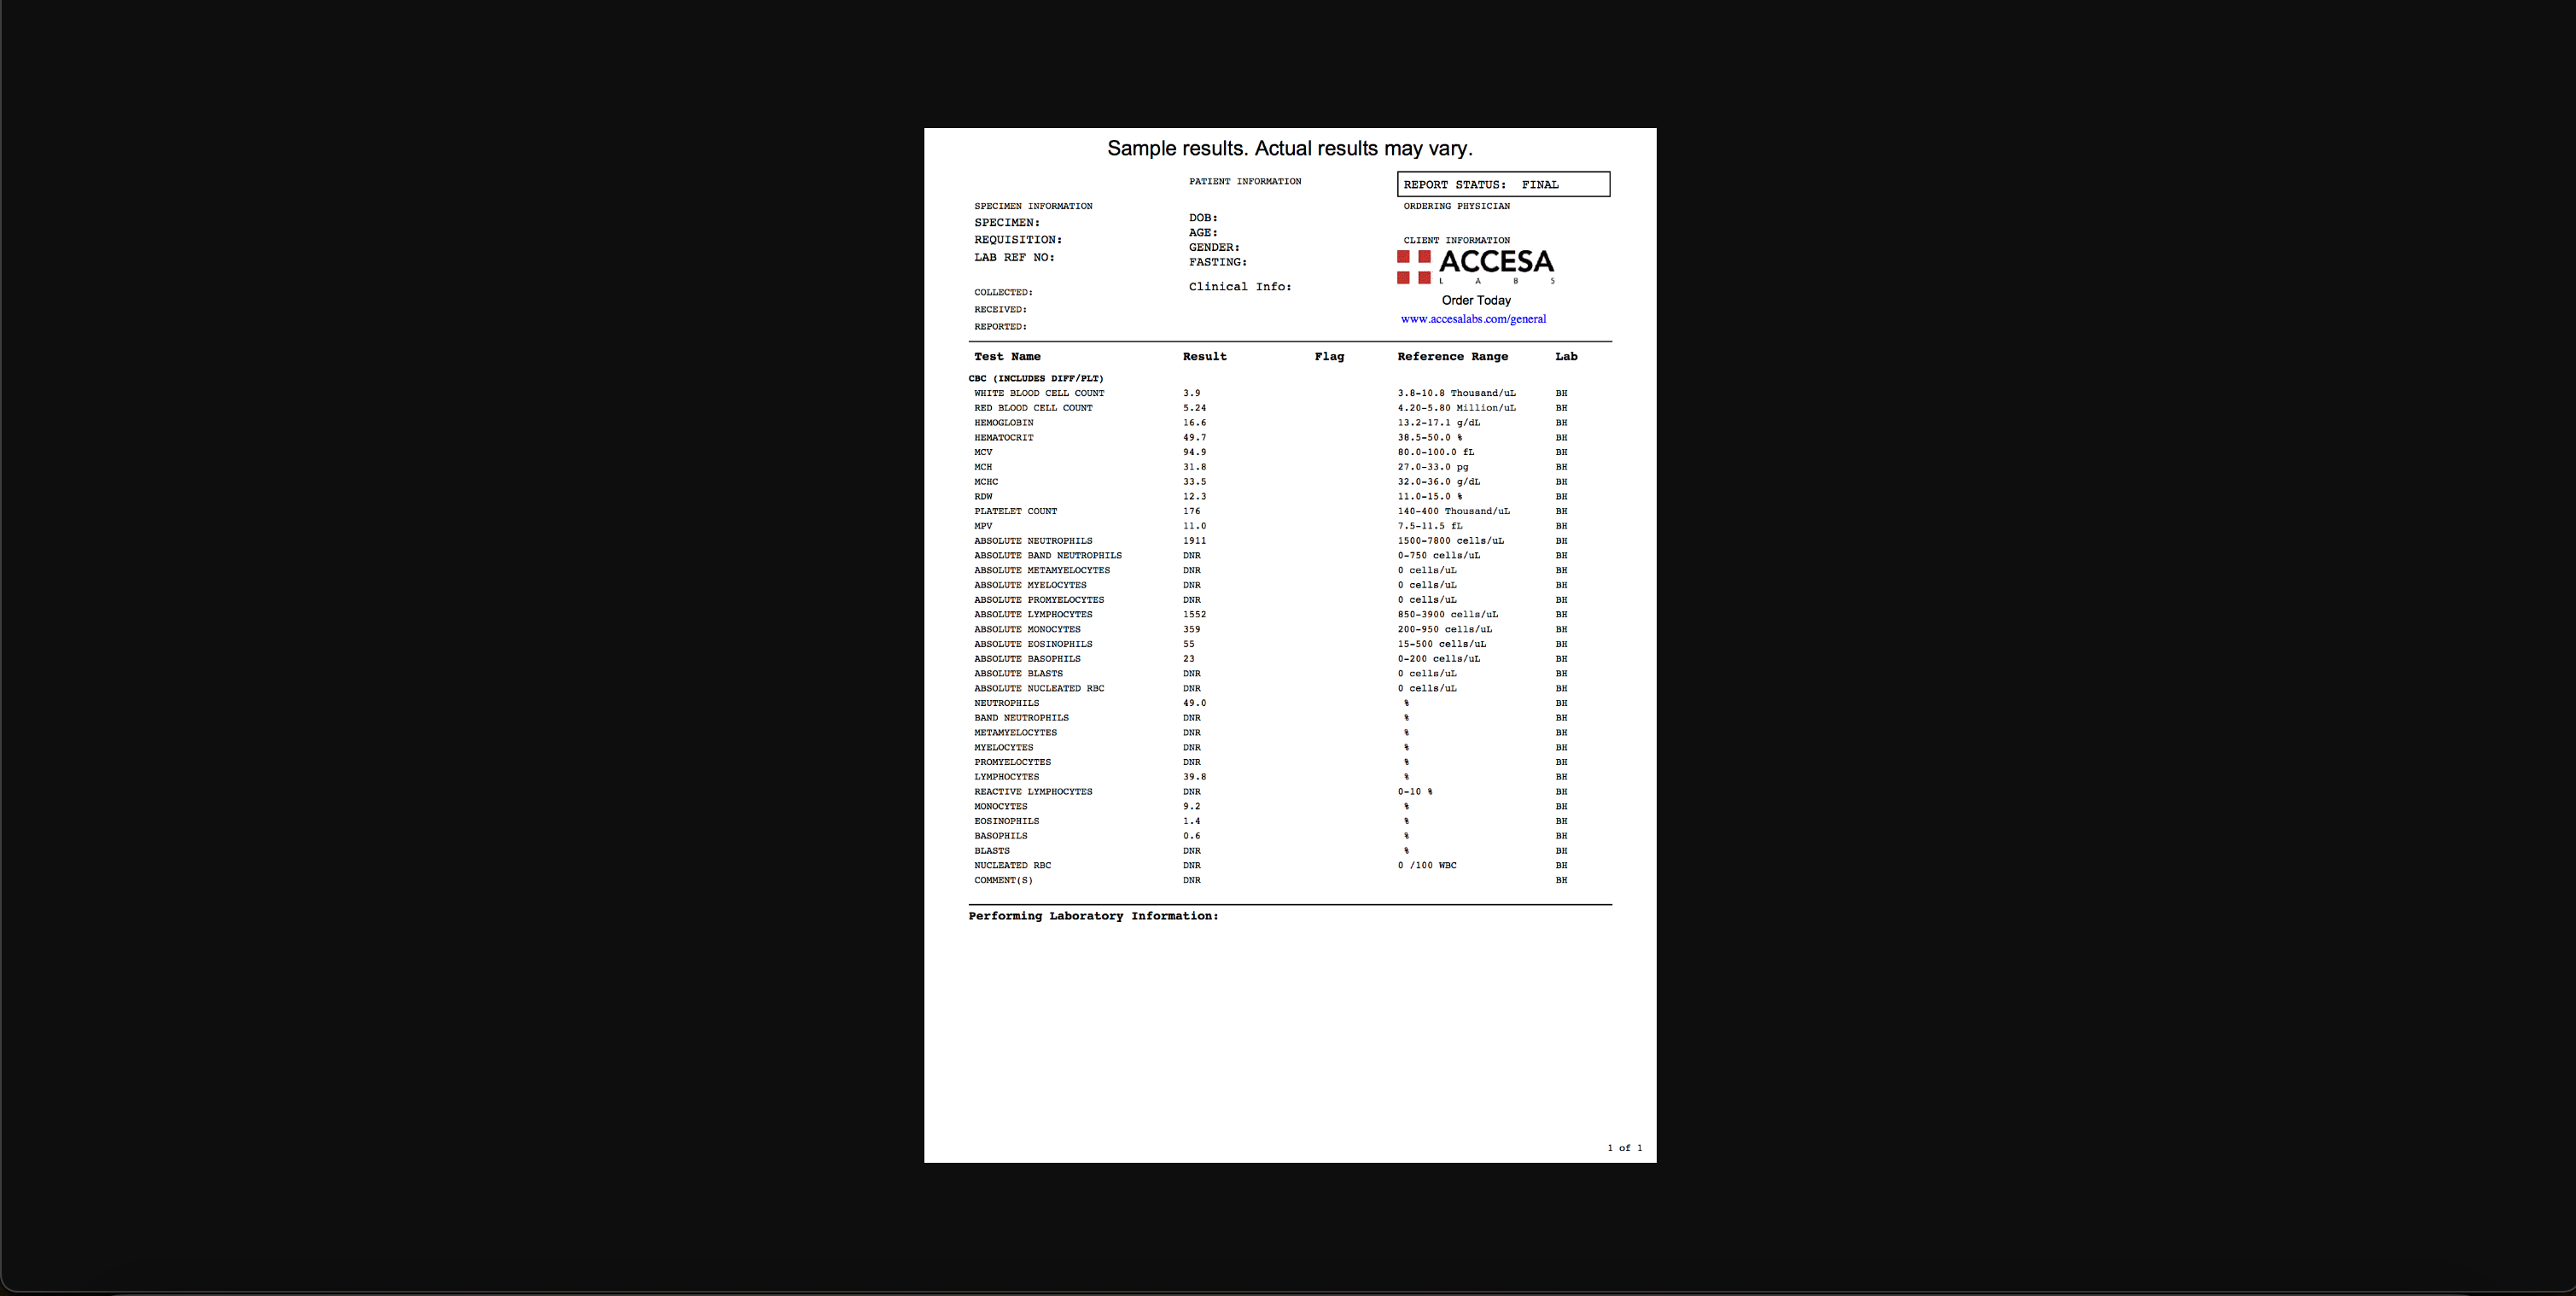 Sample results. Actual results may vary.
PATIENT INFORMATION
REPORT STATUS: FINAL
SPECIMEN INFORMATION
ORDERING PHYSICIAN
SPECIMEN:
DOB:
REQUISITION:
AGE:
CLIENT INFORMATION
GENDER:
LAB REF NO:
FASTING:
ACCESA
LABS
Clinical Info:
COLLECTED:
Order Today
RECEIVED:
www.accesalabs.com/general
REPORTED:
Test Name Result Flag Reference Range Lab
CBC (INCLUDES DIFF/PLT)
WHITE BLOOD CELL COUNT 3.9 3.8-10.8 Thousand/uL BH
RED BLOOD CELL COUNT 5.24 4.20-5.80 Million/uL BH
HEMOGLOBIN 16.6 13.2-17.1 g/dL BH
HEMATOCRIT 49.7 38.5-50.0 % BH
MCV 94.9 80.0-100.0 fL BH
MCH 31.8 27.0-33.0 pg BH
MCHC 33.5 32.0-36.0 g/dL BH
RDW 12.3 11.0-15.0 % BH
PLATELET COUNT 176 140-400 Thousand/uL BH
MPV 11.0 7.5-11.5 fL BH
ABSOLUTE NEUTROPHILS 1911 1500-7800 cells/uL BH
ABSOLUTE BAND NEUTROPHILS DNR 0-750 cells/uL BH
ABSOLUTE METAMYELOCYTES DNR 0 cells/uL BH
ABSOLUTE MYELOCYTES DNR 0 cells/uL BH
ABSOLUTE PROMYELOCYTES DNR 0 cells/uL BH
ABSOLUTE LYMPHOCYTES 1552 850-3900 cells/uL BH
ABSOLUTE MONOCYTES 359 200-950 cells/uL BH
ABSOLUTE EOSINOPHILS 55 15-500 cells/uL BH
ABSOLUTE BASOPHILS 23 0-200 cells/uL BH
ABSOLUTE BLASTS DNR 0 cells/uL BH
ABSOLUTE NUCLEATED RBC DNR 0 cells/uL BH
NEUTROPHILS 49.0 % BH
BAND NEUTROPHILS DNR % BH
METAMYELOCYTES DNR % BH
MYELOCYTES DNR % BH
PROMYELOCYTES DNR % BH
LYMPHOCYTES 39.8 % BH
REACTIVE LYMPHOCYTES DNR 0-10 % BH
MONOCYTES 9.2 % BH
EOSINOPHILS 1.4 % BH
BASOPHILS 0.6 % BH
BLASTS DNR % BH
NUCLEATED RBC DNR 0 /100 WBC BH
COMMENT(S) DNR BH
Performing Laboratory Information:
1 of 1